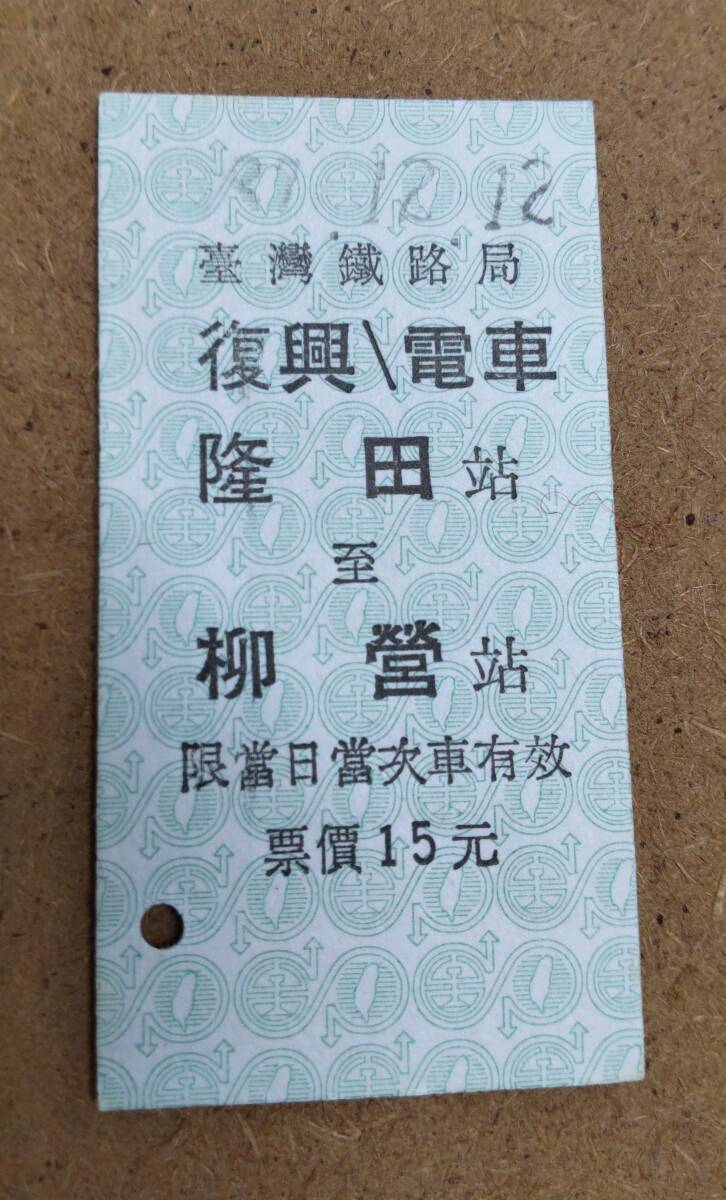 .12.12
臺灣鐵路局
復興\電車
隆田站
至
柳營站
限當日當次車有效
票價15元